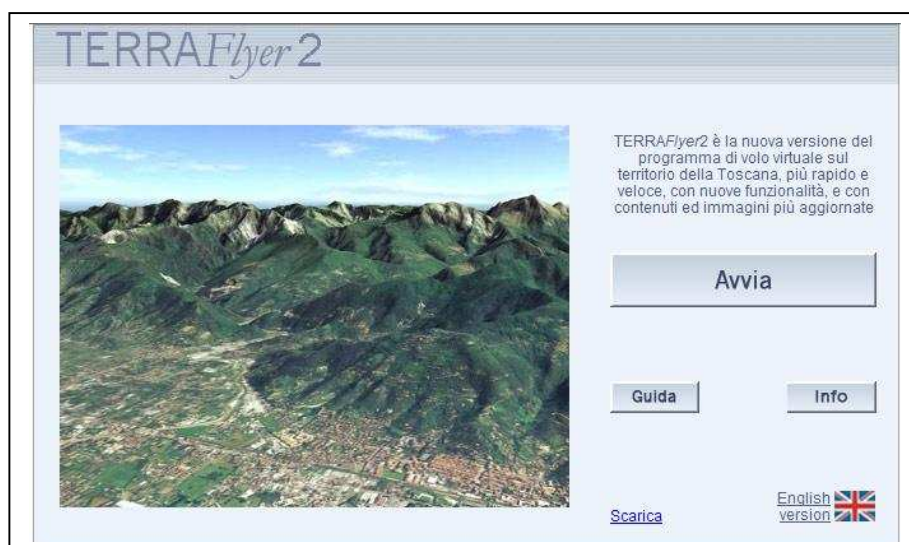 TERRAFlyer 2
TERRAFlyer2 è la nuova versione del
programma di volo virtuale sul
territorio della Toscana, più rapido e
veloce, con nuove funzionalità, e con
contenuti ed immagini più aggiornate
Avvia
Guida
Info
Scarica
English
version